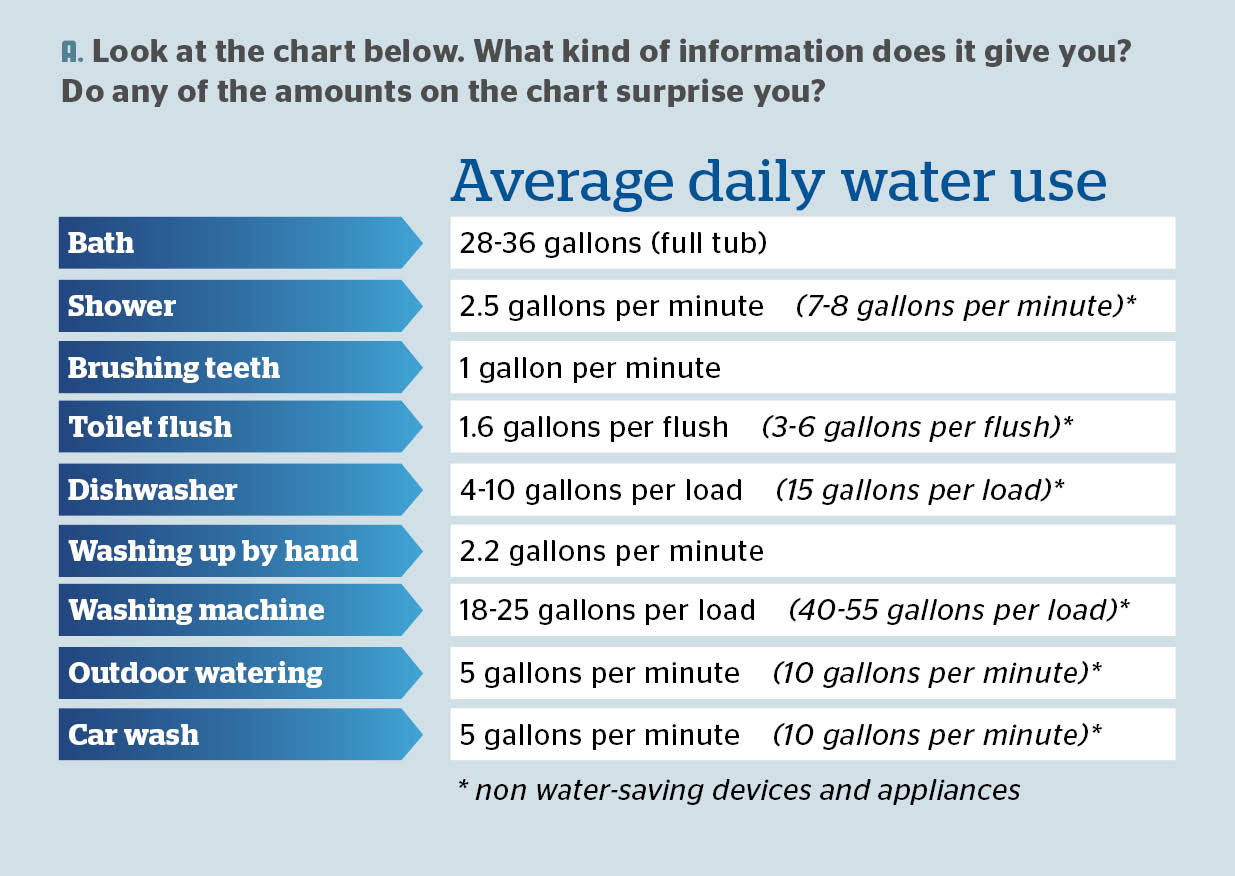 A. Look at the chart below. What kind of information does it give you?
Do any of the amounts on the chart surprise you?
Average daily water use
Bath 28-36 gallons (full tub)
Shower 2.5 gallons per minute (7-8 gallons per minute)*
Brushing teeth 1 gallon per minute
Toilet flush 1.6 gallons per flush (3-6 gallons per flush)*
Dishwasher 4-10 gallons per load (15 gallons per load)*
Washing up by hand 2.2 gallons per minute
Washing machine 18-25 gallons per load (40-55 gallons per load)*
Outdoor watering 5 gallons per minute (10 gallons per minute)*
Car wash 5 gallons per minute (10 gallons per minute)*
* non water-saving devices and appliances